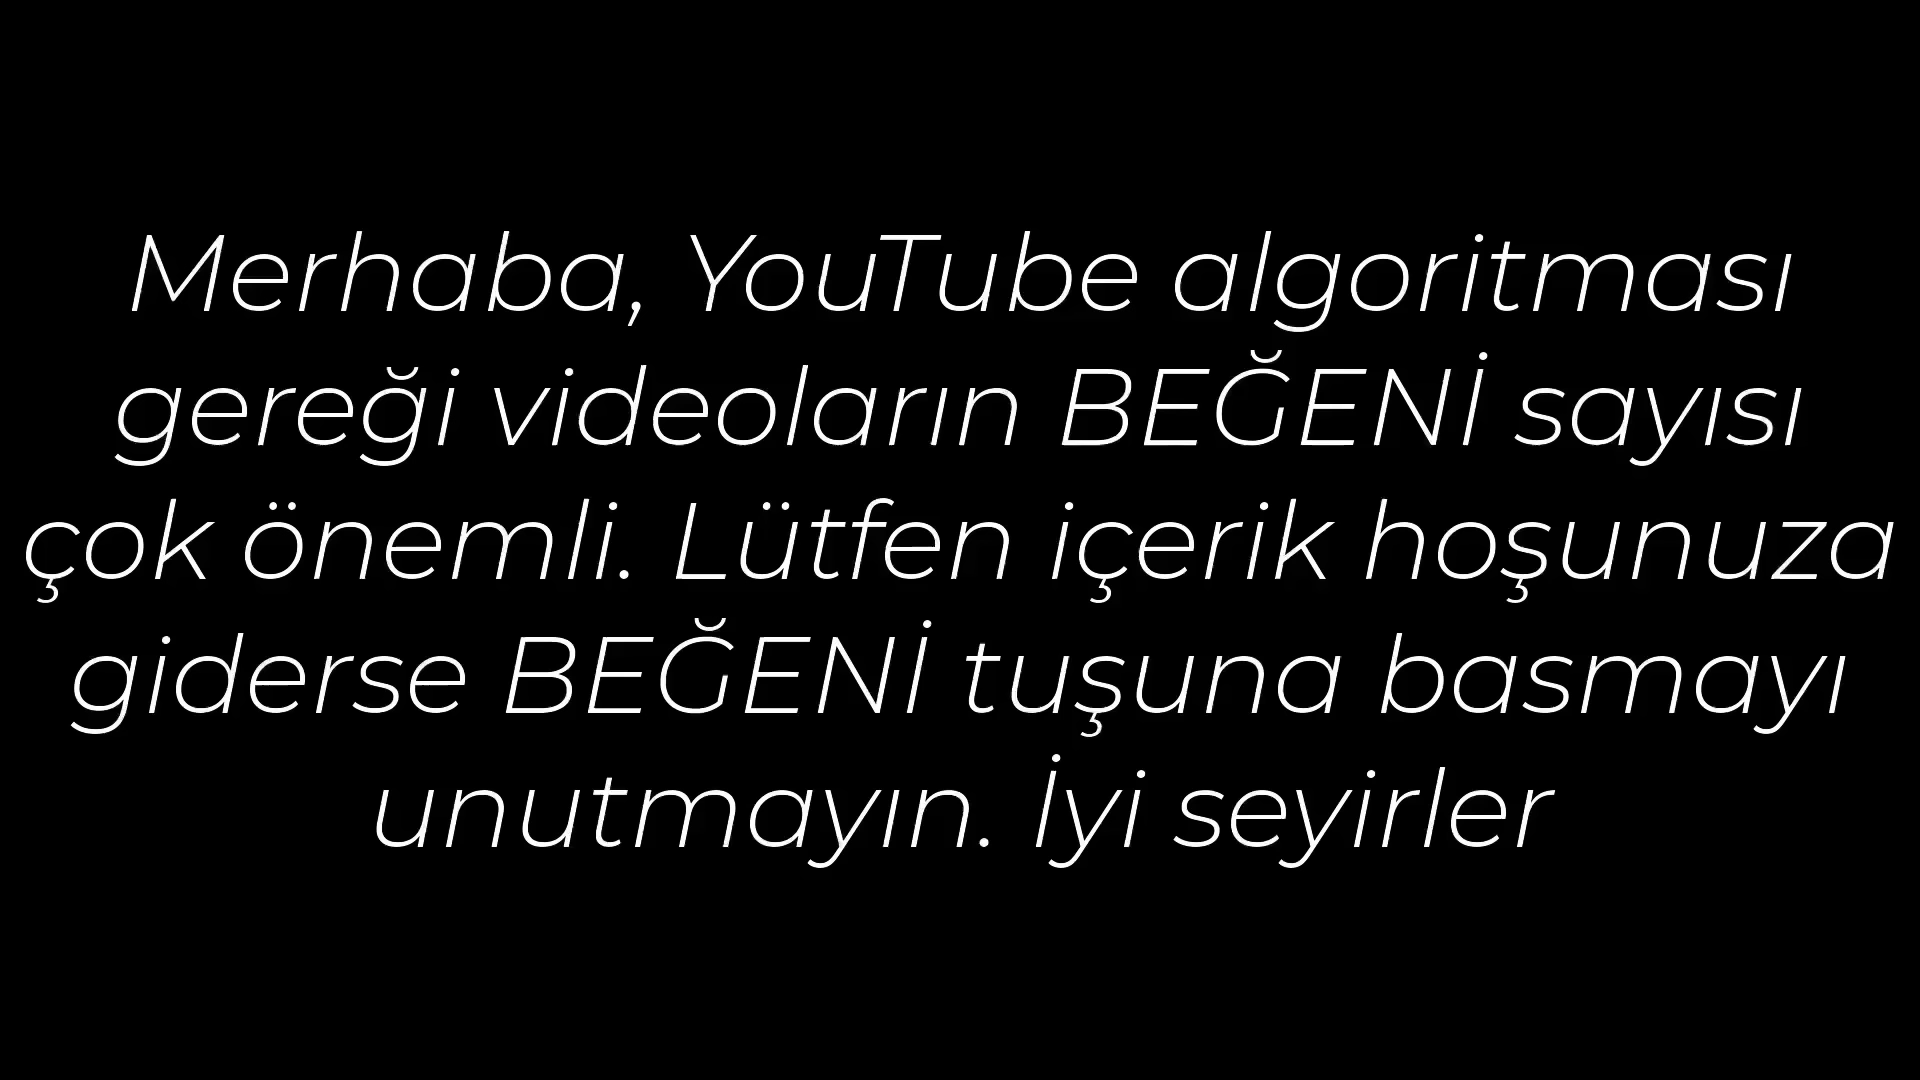 Merhaba, YouTube algoritması
gereği videoların BEĞENİ sayısı
çok önemli. Lütfen içerik hoşunuza
giderse BEĞENİ tuşuna basmayı
unutmayın. İyi seyirler